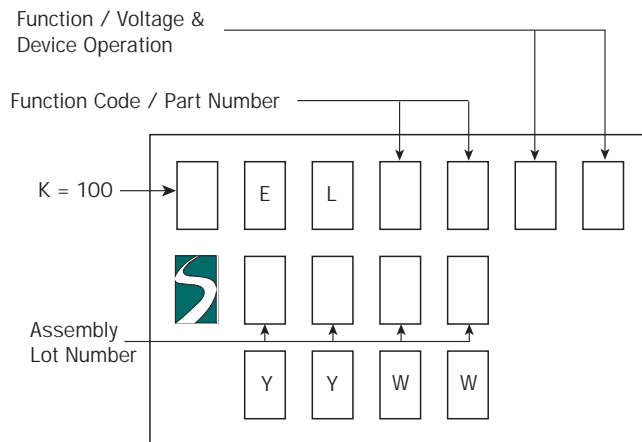 Function / Voltage &
Device Operation
Function Code / Part Number
K = 100
E L
Assembly
Lot Number
Y Y W W